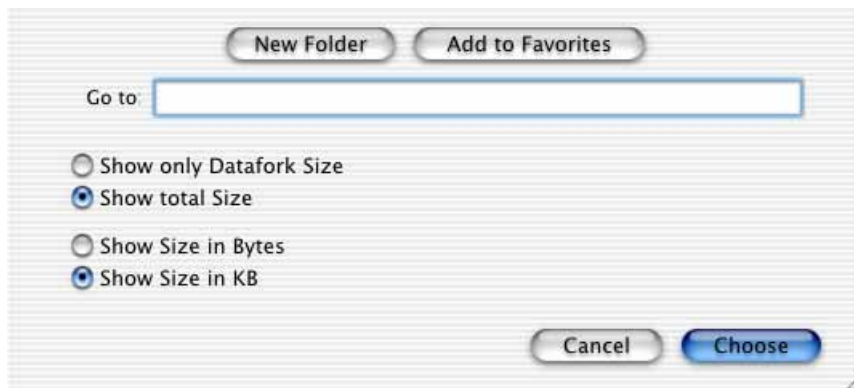 New Folder Add to Favorites
Go to:
Show only Datafork Size
Show total Size
Show Size in Bytes
Show Size in KB
Cancel Choose